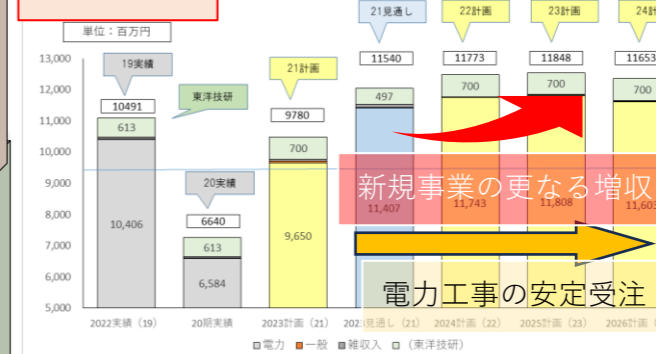 21見通し
22計画
23計画
24計
単位：百万円
13,000
12,000
11,000
10,000
9,000
8,000
7,000
6,000
5,000
19実績
10491
613
10,406
東洋技研
20実績
6640
613
6,584
21計画
9780
700
9,650
11540
497
11,407
11773
700
11,743
11848
700
11,808
11653
700
11,603
新規事業の更なる増収
電力工事の安定受注
2022実績（19）
20期実績
2023計画（21）
2023見通し（21）
2024計画（22）
2025計画（23）
2026計画（
電力
一般
雑収入
（東洋技研）